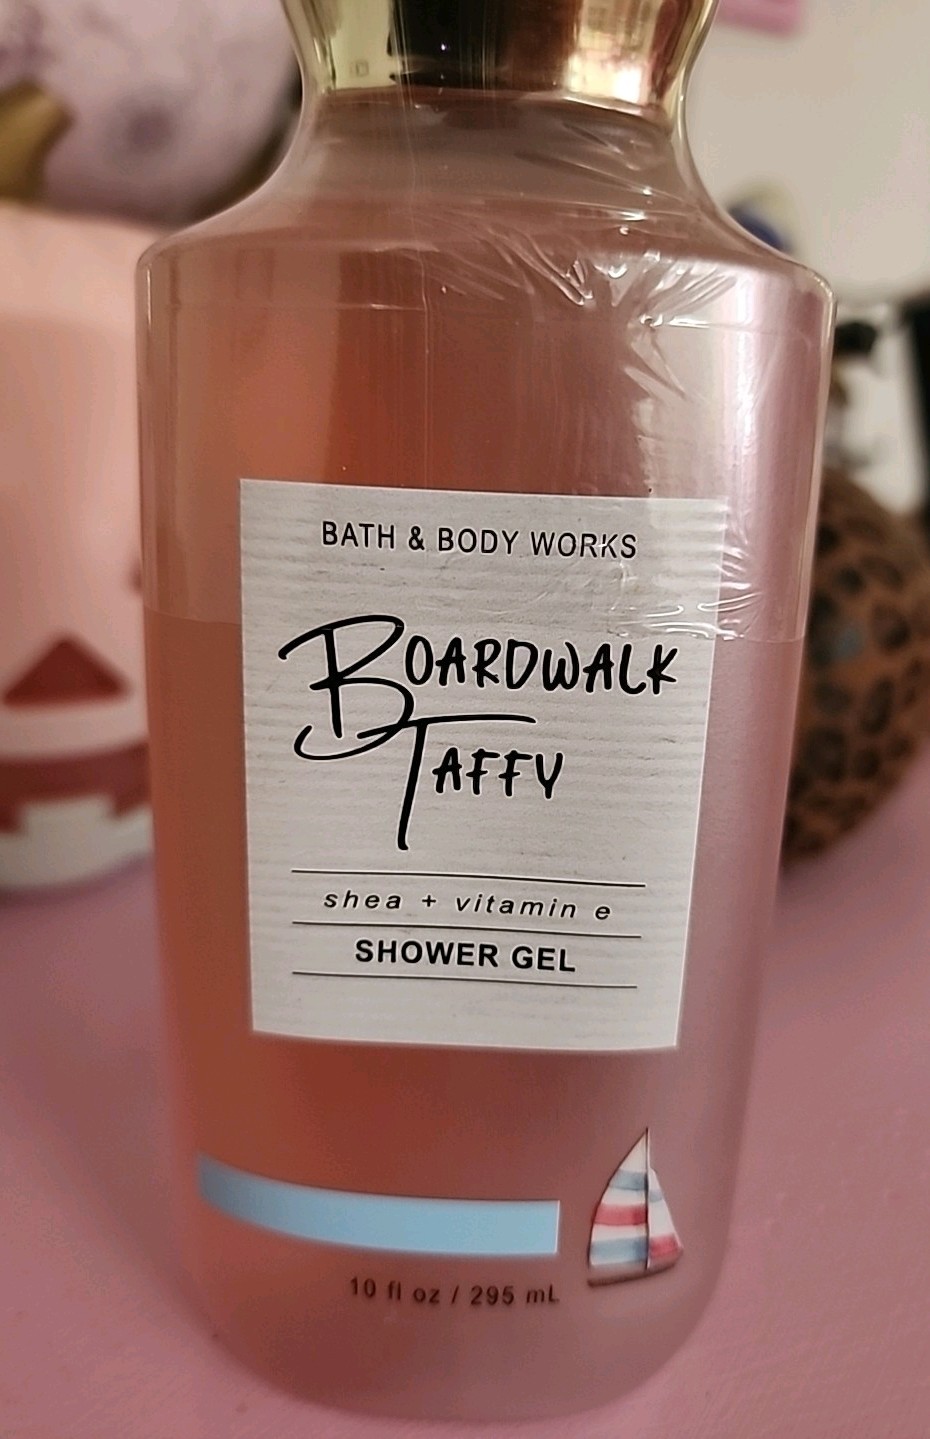 BATH & BODY WORKS
BOARDWALK
TAFFY
shea + vitamin e
SHOWER GEL
10 fl oz / 295 mL